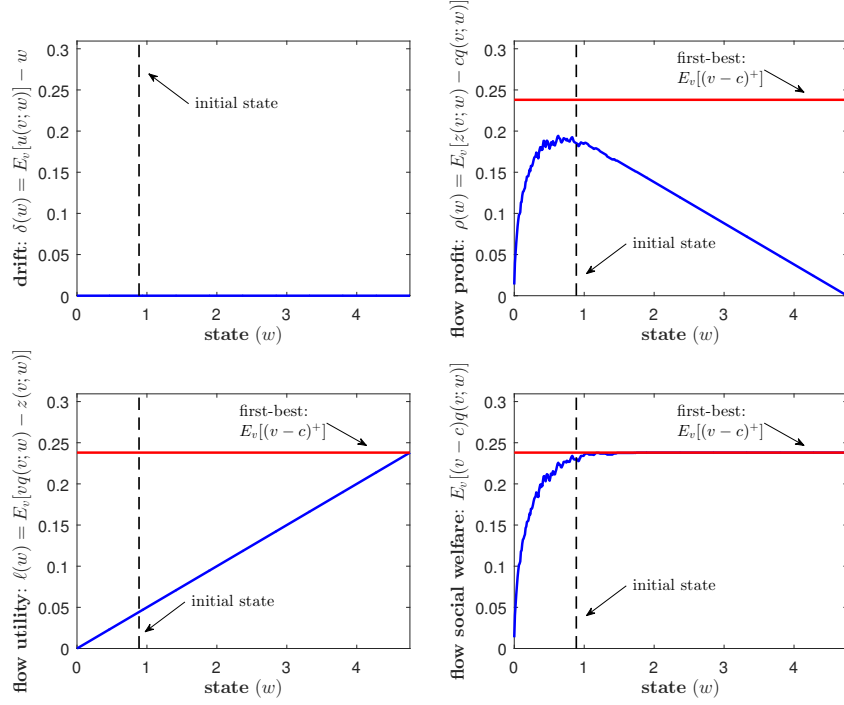 drift: δ(w) = E_v[u(v; w)] − w
0.3
0.25
0.2
0.15
0.1
0.05
0
initial state
0 1 2 3 4
state (w)
flow profit: ρ(w) = E_v[z(v; w) − cq(v; w)]
0.3
0.25
0.2
0.15
0.1
0.05
0
first-best:
E_v[(v − c)^+]
initial state
0 1 2 3 4
state (w)
flow utility: ℓ(w) = E_v[vq(v; w) − z(v; w)]
0.3
0.25
0.2
0.15
0.1
0.05
0
first-best:
E_v[(v − c)^+]
initial state
0 1 2 3 4
state (w)
flow social welfare: E_v[(v − c)q(v; w)]
0.3
0.25
0.2
0.15
0.1
0.05
0
first-best:
E_v[(v − c)^+]
initial state
0 1 2 3 4
state (w)